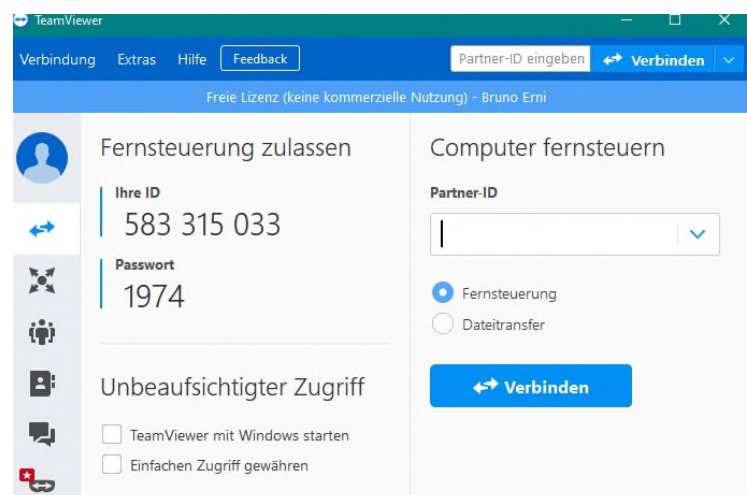 TeamViewer
Verbindung Extras Hilfe Feedback Partner-ID eingeben Verbinden
Freie Lizenz (keine kommerzielle Nutzung) - Bruno Erni
Fernsteuerung zulassen
Ihre ID
583 315 033
Passwort
1974
Unbeaufsichtigter Zugriff
TeamViewer mit Windows starten
Einfachen Zugriff gewähren
Computer fernsteuern
Partner-ID
Fernsteuerung
Dateitransfer
Verbinden